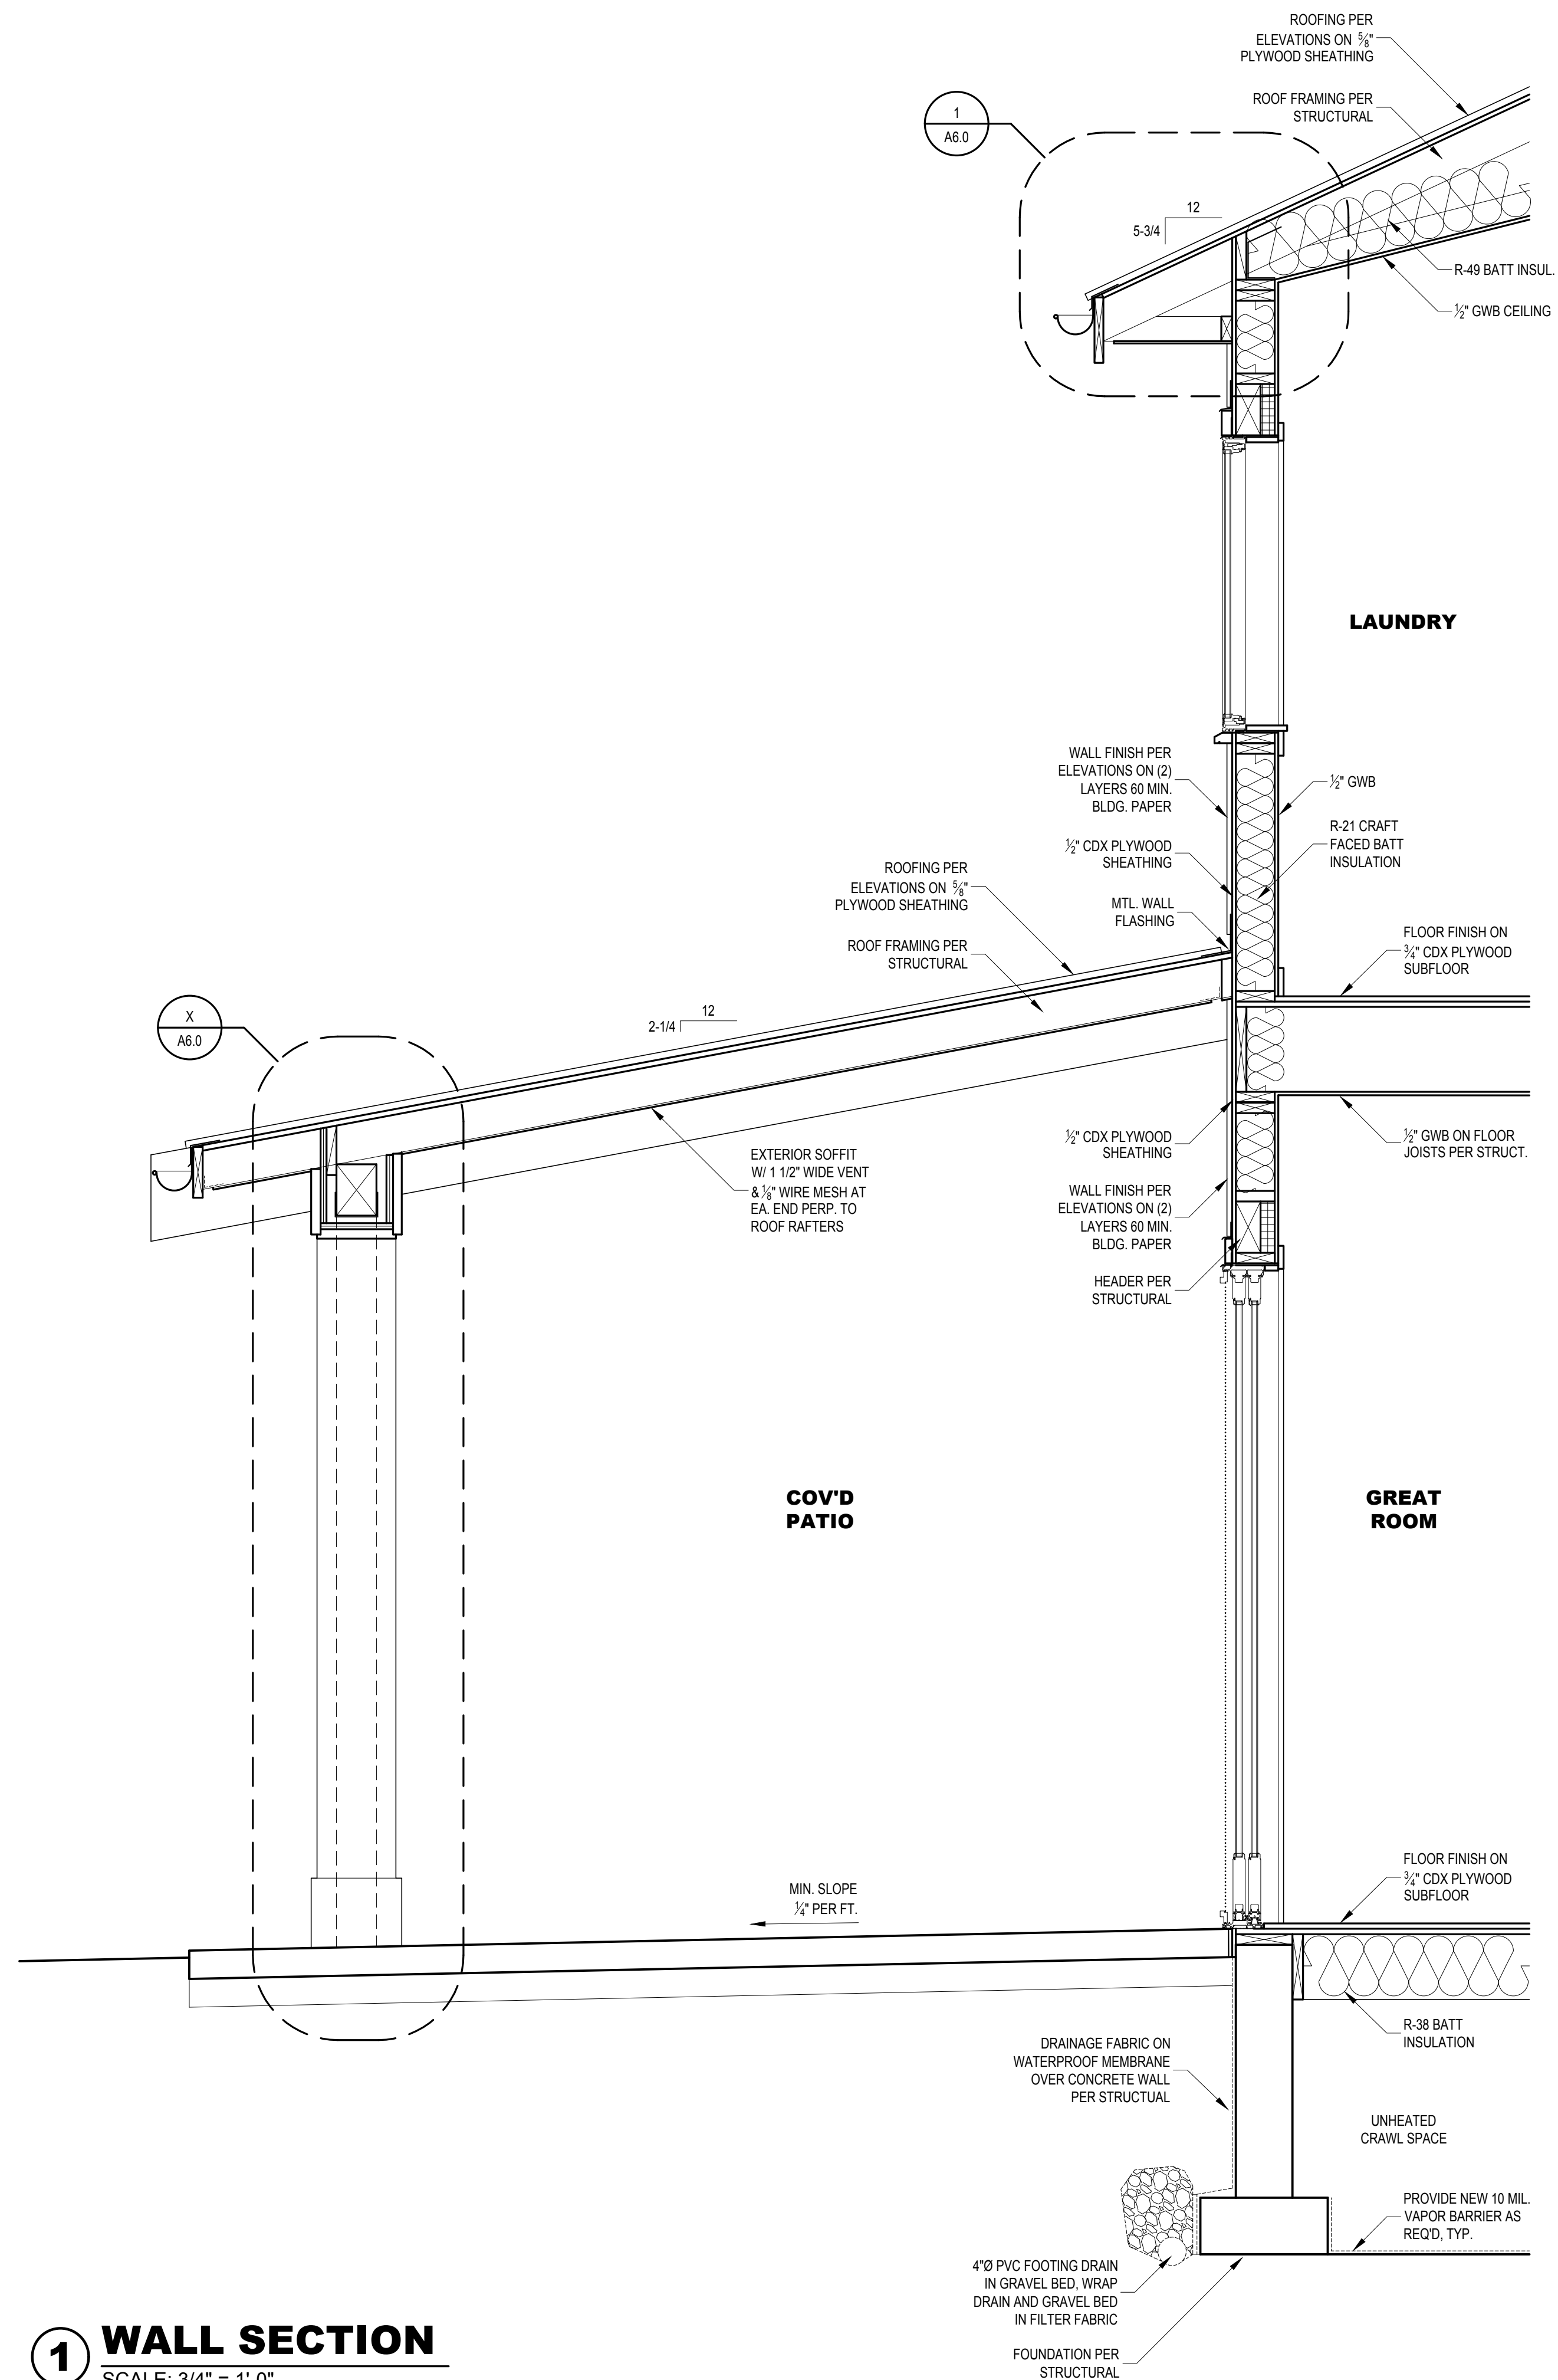 ROOFING PER
ELEVATIONS ON ⅝"
PLYWOOD SHEATHING
ROOF FRAMING PER
STRUCTURAL
1
A6.0
12
5-3/4
R-49 BATT INSUL.
½" GWB CEILING
LAUNDRY
WALL FINISH PER
ELEVATIONS ON (2)
LAYERS 60 MIN.
BLDG. PAPER
½" GWB
R-21 CRAFT
FACED BATT
INSULATION
½" CDX PLYWOOD
SHEATHING
MTL. WALL
FLASHING
ROOFING PER
ELEVATIONS ON ⅝"
PLYWOOD SHEATHING
ROOF FRAMING PER
STRUCTURAL
FLOOR FINISH ON
¾" CDX PLYWOOD
SUBFLOOR
12
2-1/4
X
A6.0
EXTERIOR SOFFIT
W/ 1 1/2" WIDE VENT
& ⅛" WIRE MESH AT
EA. END PERP. TO
ROOF RAFTERS
½" CDX PLYWOOD
SHEATHING
½" GWB ON FLOOR
JOISTS PER STRUCT.
WALL FINISH PER
ELEVATIONS ON (2)
LAYERS 60 MIN.
BLDG. PAPER
HEADER PER
STRUCTURAL
COV'D
PATIO
GREAT
ROOM
MIN. SLOPE
¼" PER FT.
FLOOR FINISH ON
¾" CDX PLYWOOD
SUBFLOOR
R-38 BATT
INSULATION
DRAINAGE FABRIC ON
WATERPROOF MEMBRANE
OVER CONCRETE WALL
PER STRUCTUAL
UNHEATED
CRAWL SPACE
PROVIDE NEW 10 MIL.
VAPOR BARRIER AS
REQ'D, TYP.
4"Ø PVC FOOTING DRAIN
IN GRAVEL BED, WRAP
DRAIN AND GRAVEL BED
IN FILTER FABRIC
FOUNDATION PER
STRUCTURAL
1 WALL SECTION
SCALE: 3/4" = 1'-0"